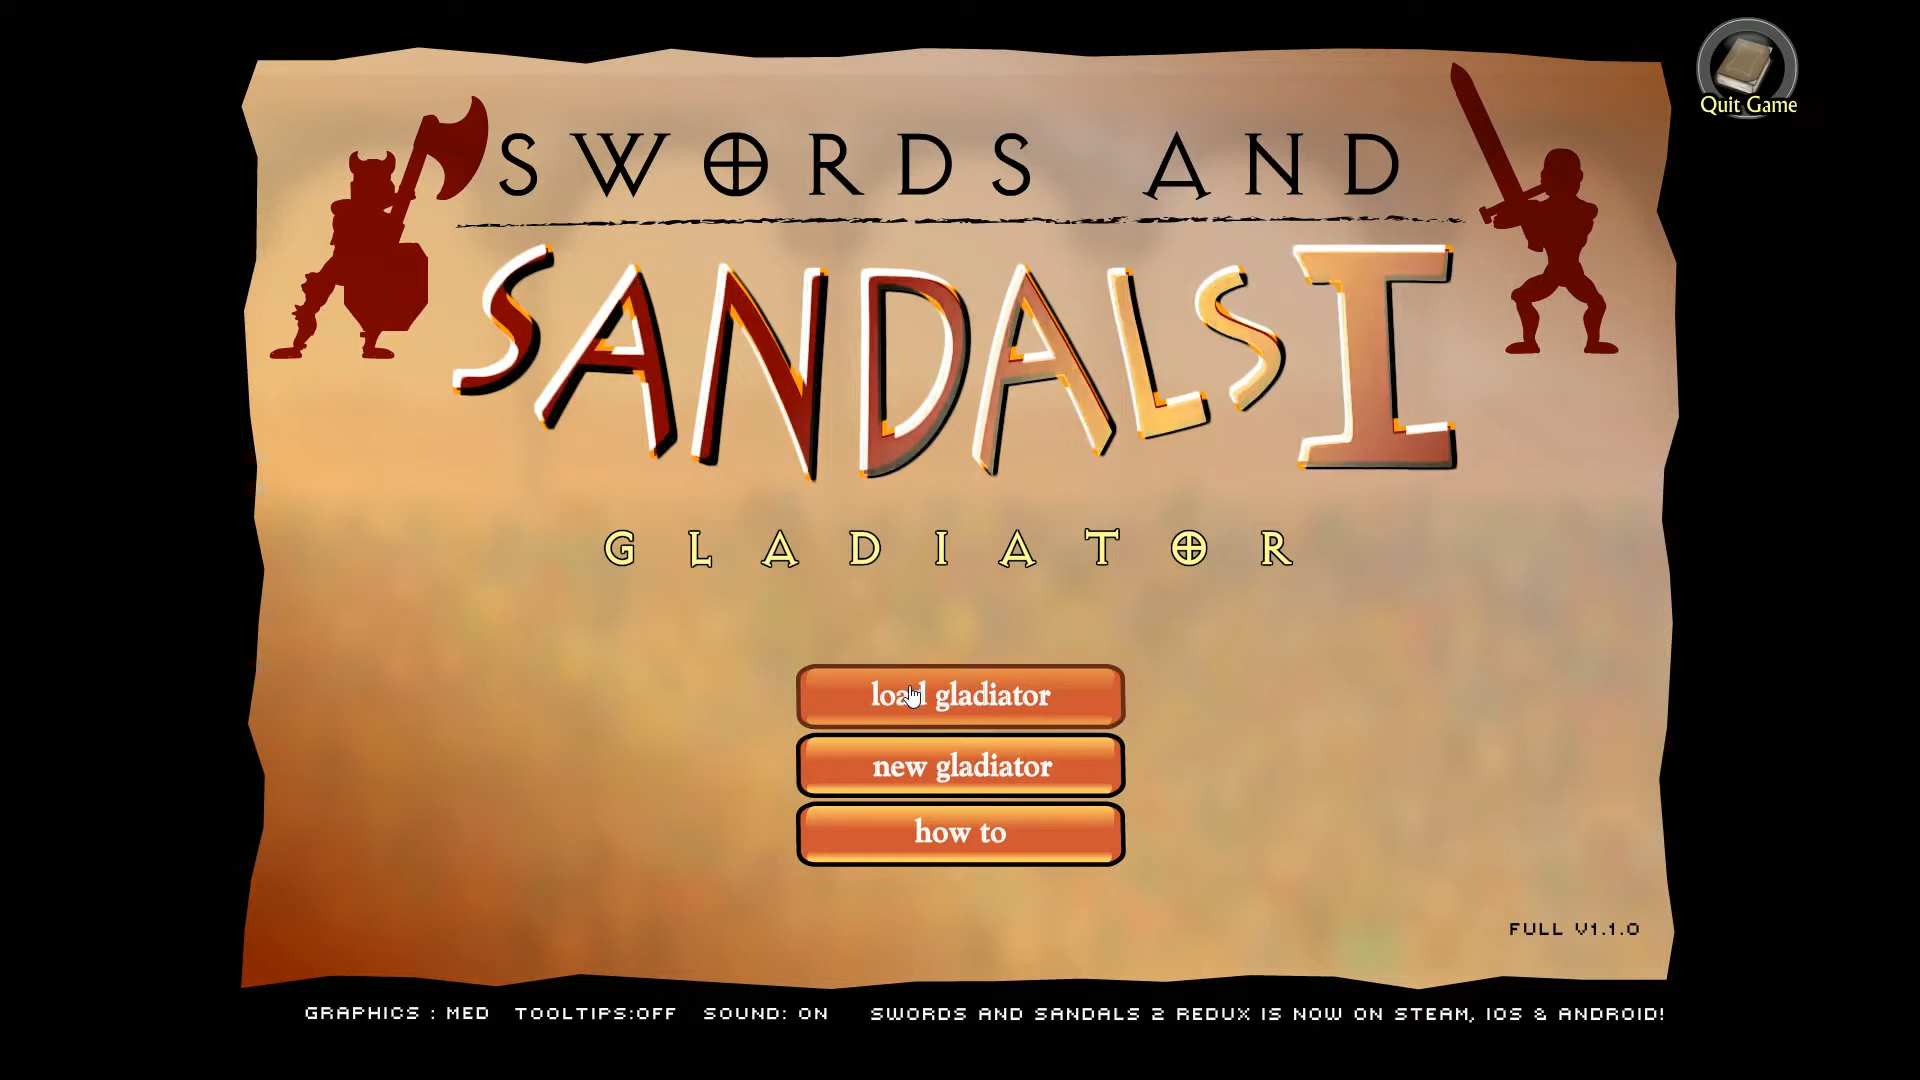 Quit Game
SWORDS AND
SANDALS I
GLADIATOR
load gladiator
new gladiator
how to
FULL V1.1.0
GRAPHICS : MED TOOLTIPS:OFF SOUND: ON SWORDS AND SANDALS 2 REDUX IS NOW ON STEAM, IOS & ANDROID!